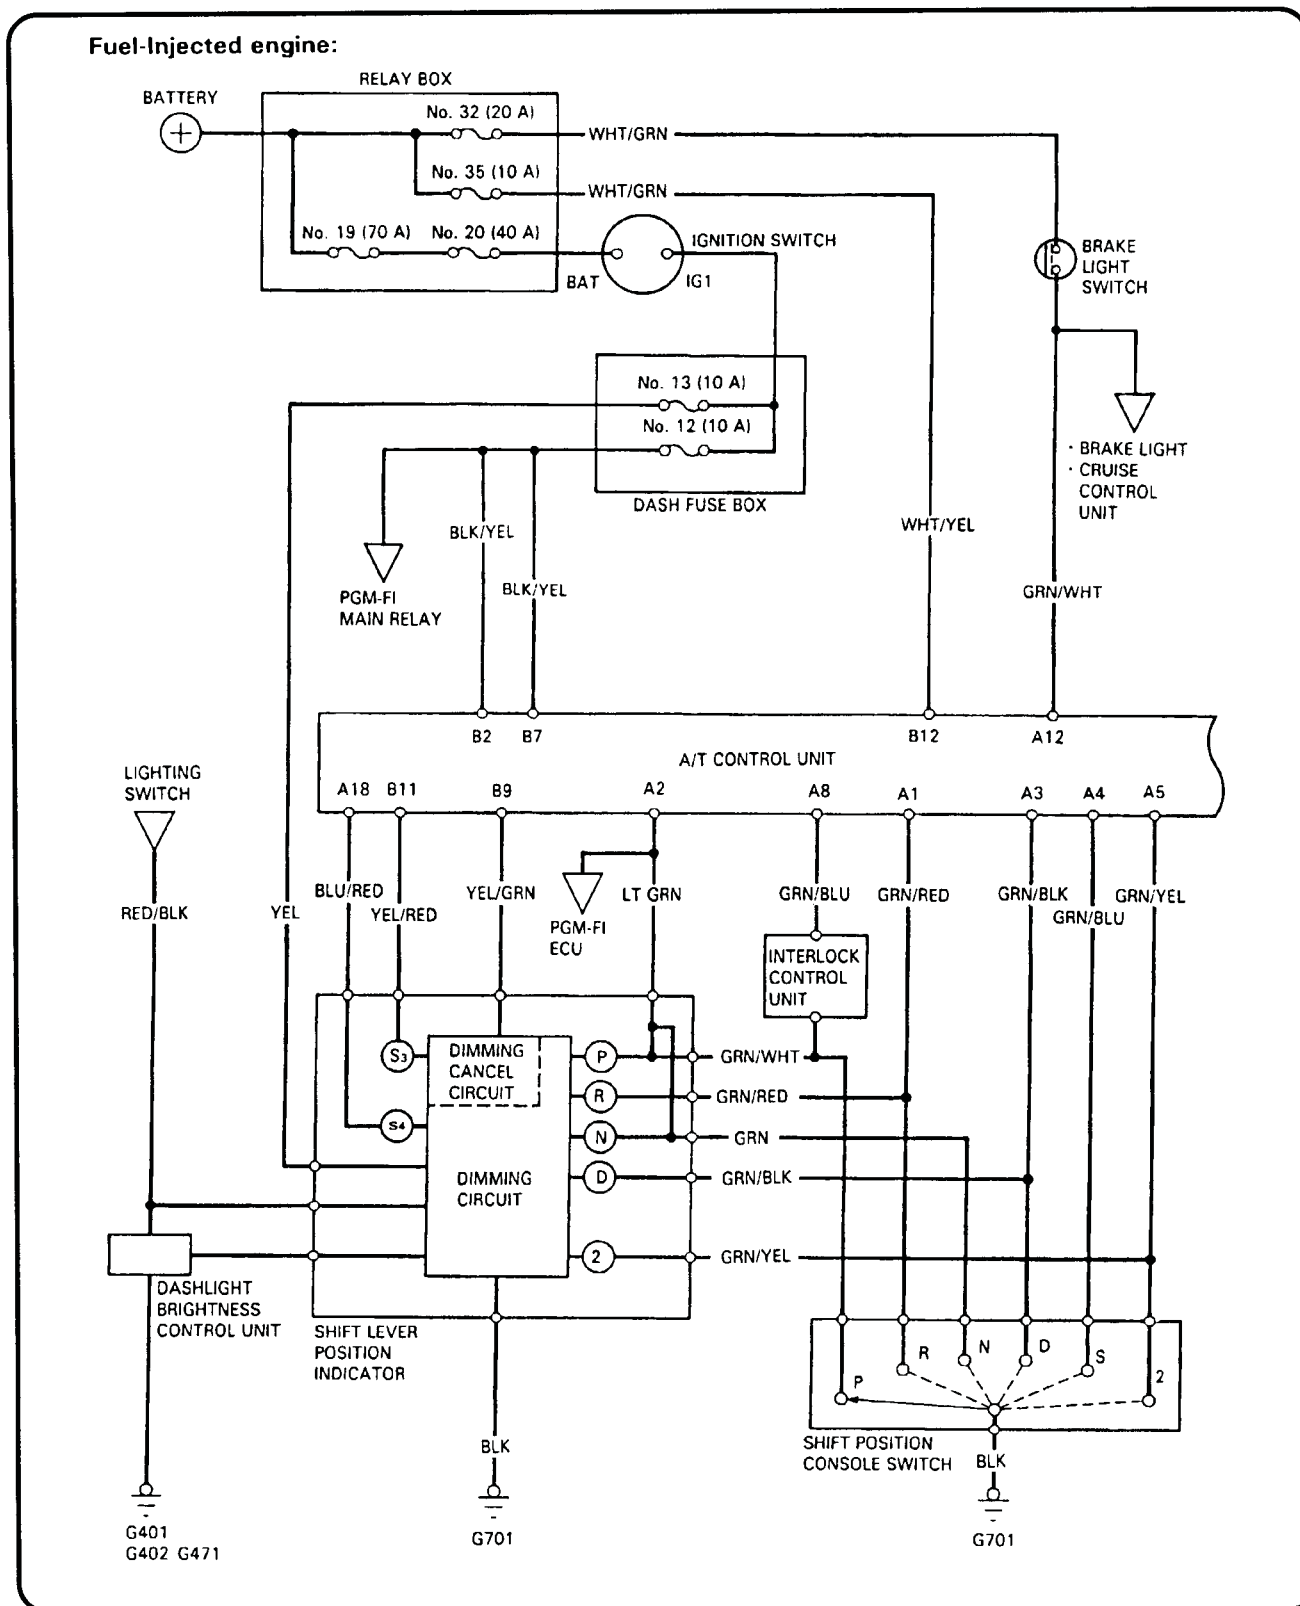 Fuel-Injected engine:
RELAY BOX
BATTERY
No. 32 (20 A)
WHT/GRN
No. 35 (10 A)
WHT/GRN
No. 19 (70 A)
No. 20 (40 A)
IGNITION SWITCH
BAT
IG1
BRAKE
LIGHT
SWITCH
No. 13 (10 A)
No. 12 (10 A)
DASH FUSE BOX
· BRAKE LIGHT
· CRUISE
CONTROL
UNIT
BLK/YEL
WHT/YEL
BLK/YEL
GRN/WHT
PGM-FI
MAIN RELAY
B2
B7
B12
A12
A/T CONTROL UNIT
LIGHTING
SWITCH
A18
B11
B9
A2
A8
A1
A3
A4
A5
BLU/RED
YEL/GRN
LT GRN
GRN/BLU
GRN/RED
GRN/BLK
GRN/YEL
RED/BLK
YEL
YEL/RED
GRN/BLU
PGM-FI
ECU
INTERLOCK
CONTROL
UNIT
S3
DIMMING
CANCEL
CIRCUIT
P
GRN/WHT
R
GRN/RED
S4
N
GRN
DIMMING
CIRCUIT
D
GRN/BLK
2
GRN/YEL
DASHLIGHT
BRIGHTNESS
CONTROL UNIT
SHIFT LEVER
POSITION
INDICATOR
P
R
N
D
S
2
BLK
SHIFT POSITION
CONSOLE SWITCH
BLK
G401
G402 G471
G701
G701